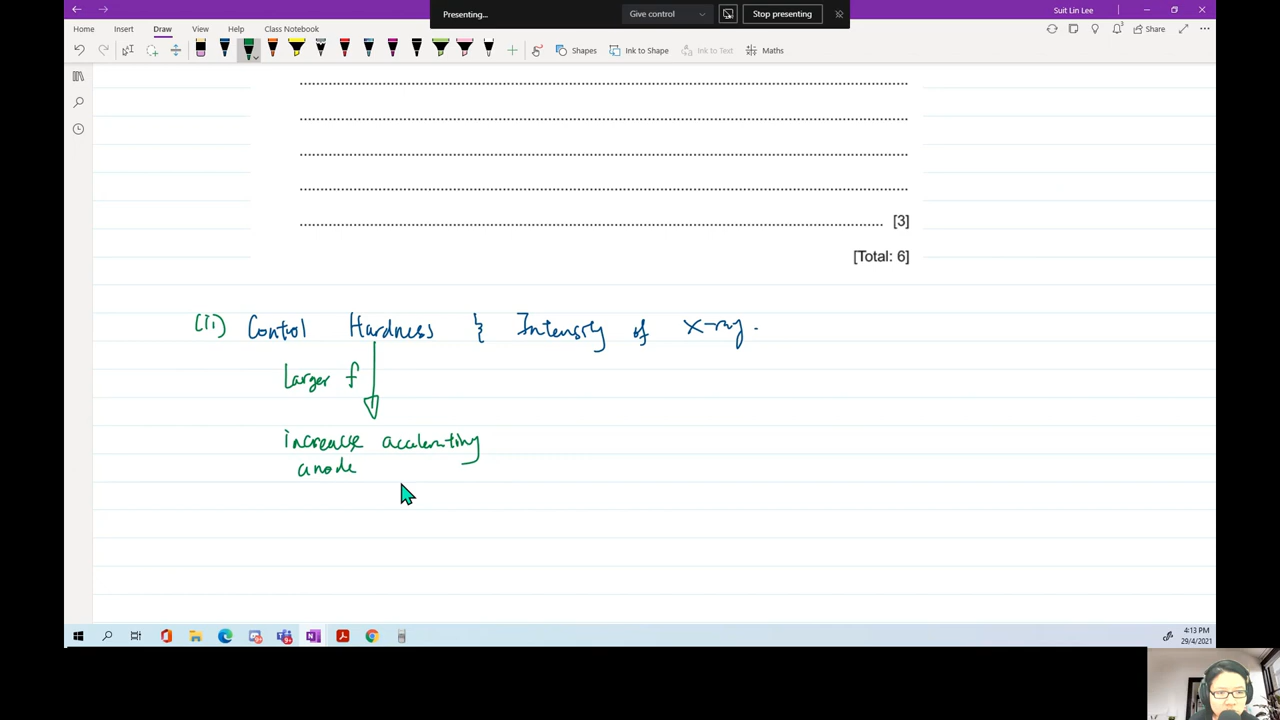 Presenting...
Give control
Stop presenting
Suit Lin Lee
Home Insert Draw View Help Class Notebook
Share
Shapes Ink to Shape Ink to Text Maths
[3]
[Total: 6]
(ii) Control Hardness & Intensity of X-ray.
Larger f
increase accelerating
anode
4:13 PM
29/4/2021